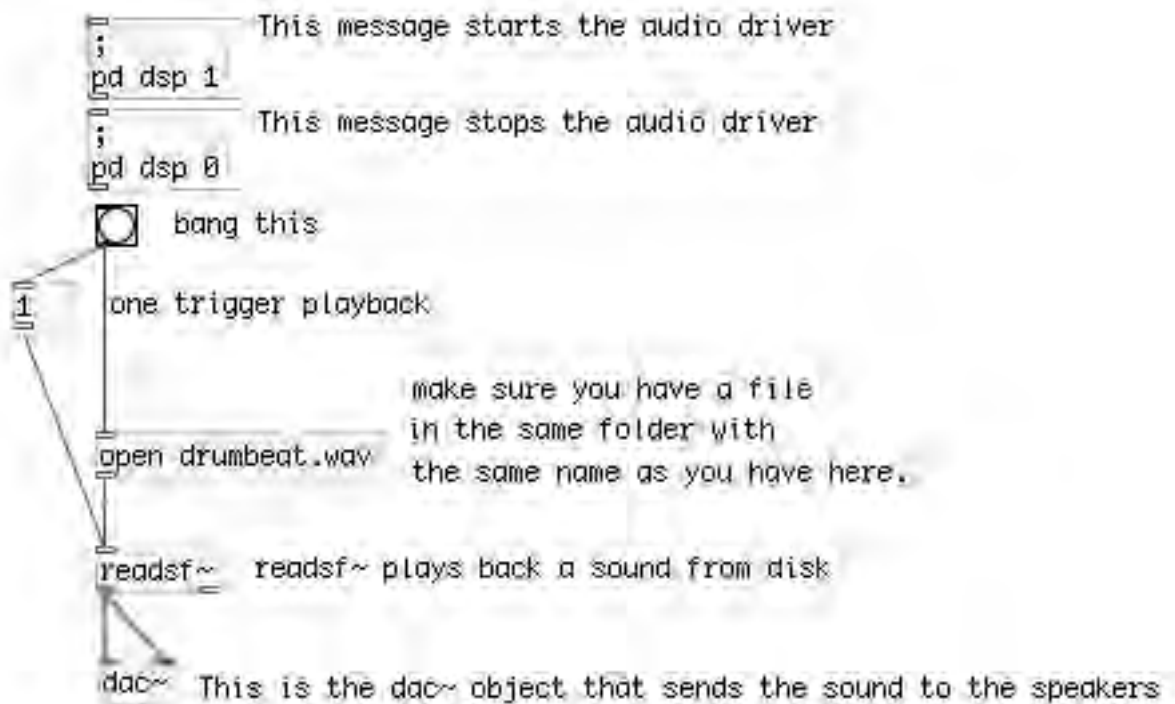 This message starts the audio driver
;
pd dsp 1
This message stops the audio driver
;
pd dsp 0
bang this
1
one trigger playback
make sure you have a file
in the same folder with
open drumbeat.wav
the same name as you have here.
readsf~ readsf~ plays back a sound from disk
dac~ This is the dac~ object that sends the sound to the speakers